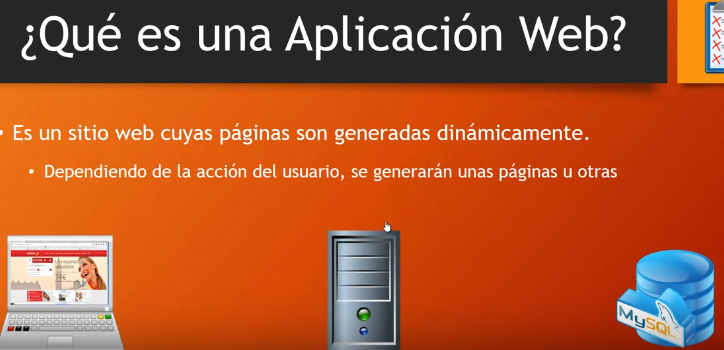 ¿Qué es una Aplicación Web?
• Es un sitio web cuyas páginas son generadas dinámicamente.
• Dependiendo de la acción del usuario, se generarán unas páginas u otras
MySQL